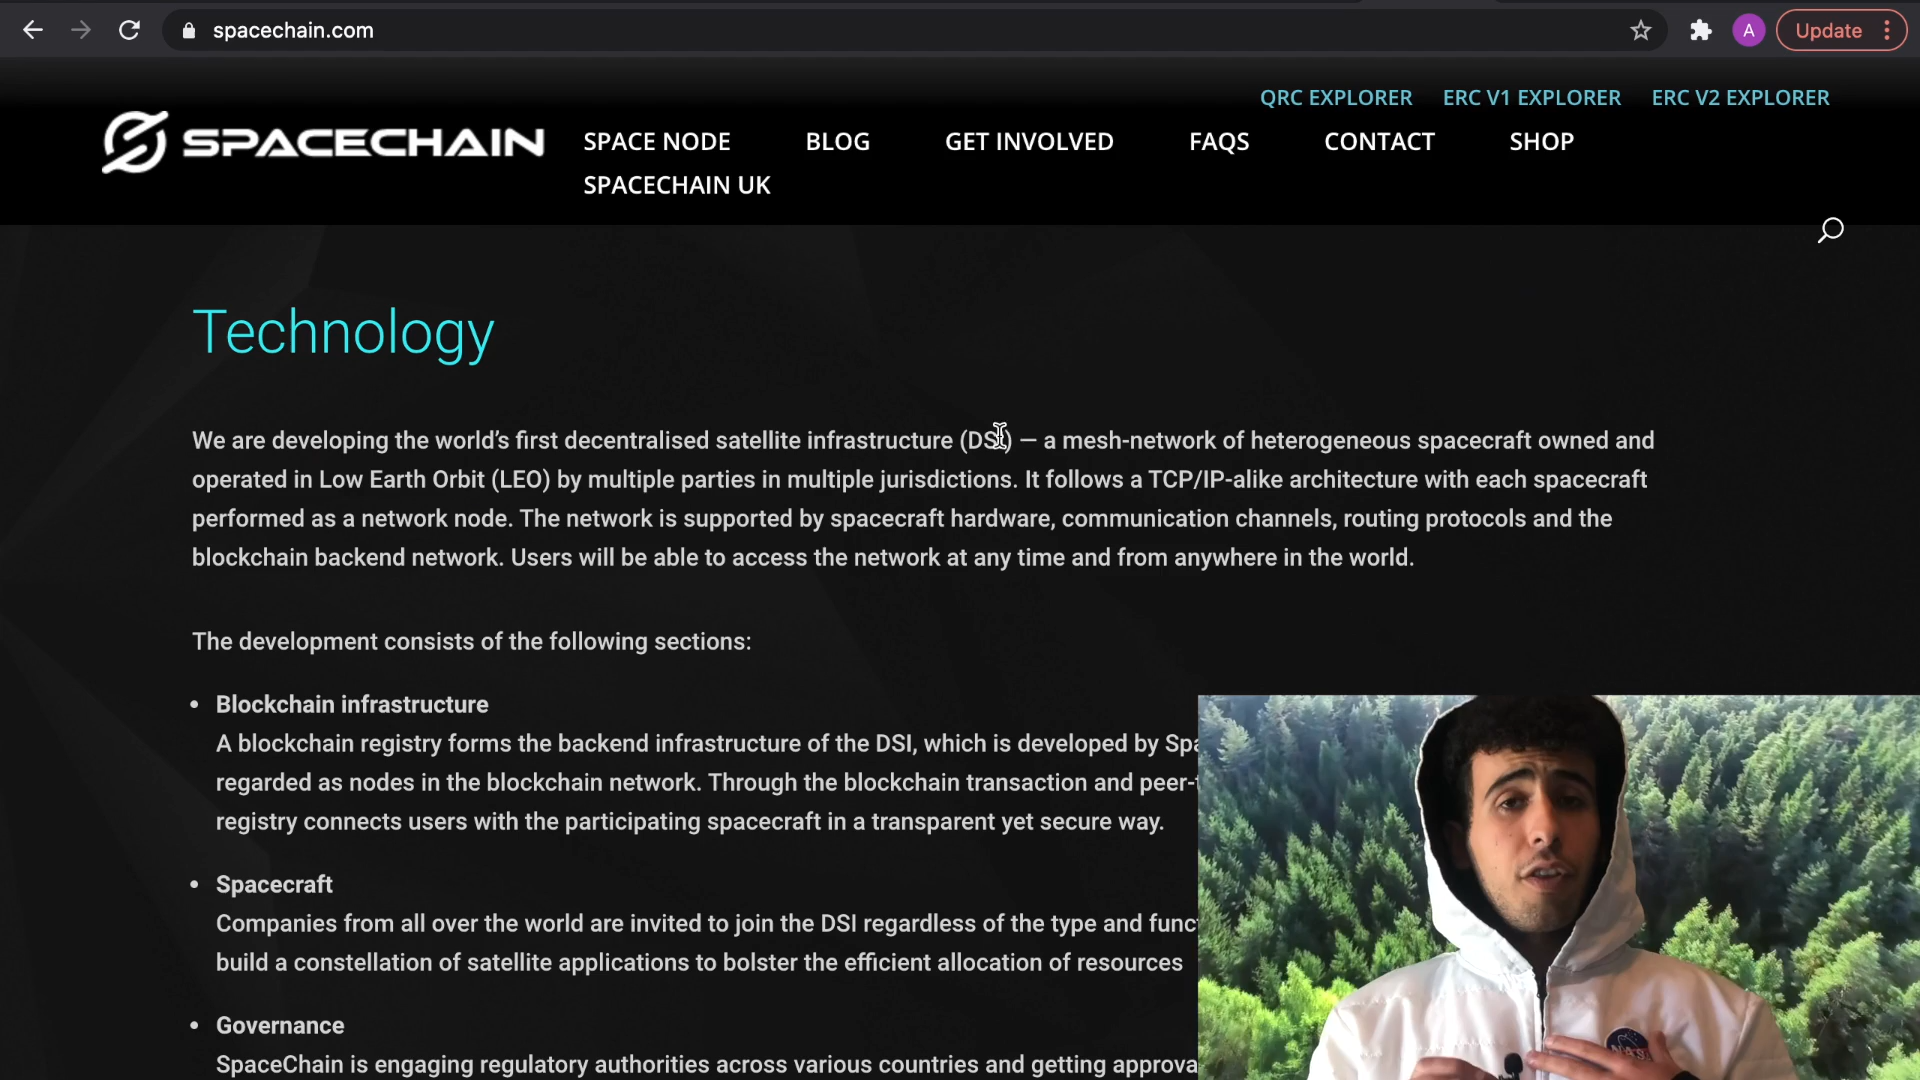 spacechain.com
A
Update
QRC EXPLORER ERC V1 EXPLORER ERC V2 EXPLORER
SPACECHAIN
SPACE NODE BLOG GET INVOLVED FAQS CONTACT SHOP
SPACECHAIN UK
Technology
We are developing the world's first decentralised satellite infrastructure (DSI) — a mesh-network of heterogeneous spacecraft owned and
operated in Low Earth Orbit (LEO) by multiple parties in multiple jurisdictions. It follows a TCP/IP-alike architecture with each spacecraft
performed as a network node. The network is supported by spacecraft hardware, communication channels, routing protocols and the
blockchain backend network. Users will be able to access the network at any time and from anywhere in the world.
The development consists of the following sections:
• Blockchain infrastructure
A blockchain registry forms the backend infrastructure of the DSI, which is developed by Spa
regarded as nodes in the blockchain network. Through the blockchain transaction and peer-t
registry connects users with the participating spacecraft in a transparent yet secure way.
• Spacecraft
Companies from all over the world are invited to join the DSI regardless of the type and func
build a constellation of satellite applications to bolster the efficient allocation of resources
• Governance
SpaceChain is engaging regulatory authorities across various countries and getting approva
NASA